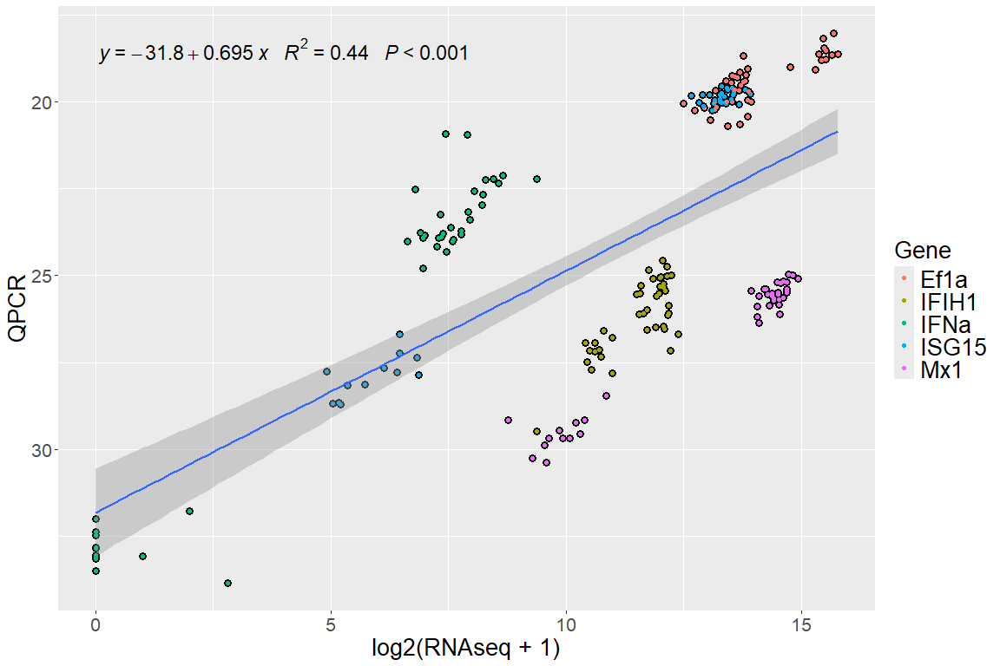 y = −31.8 + 0.695 x R² = 0.44 P < 0.001
20
25
30
QPCR
0 5 10 15
log2(RNAseq + 1)
Gene
Ef1a
IFIH1
IFNa
ISG15
Mx1